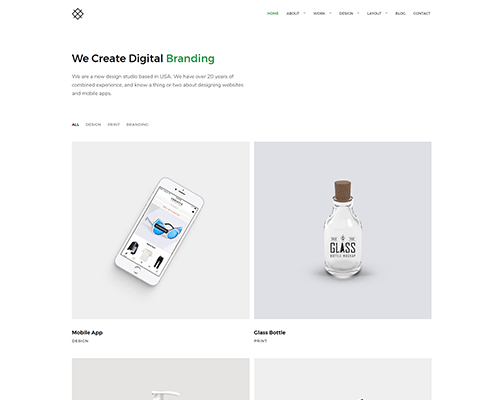 HOME ABOUT WORK DESIGN LAYOUT BLOG CONTACT
We Create Digital Branding
We are a new design studio based in USA. We have over 20 years of
combined experience, and know a thing or two about designing websites
and mobile apps.
ALL DESIGN PRINT BRANDING
GLASS
BOTTLE MOCKUP
Mobile App
Glass Bottle
DESIGN
PRINT